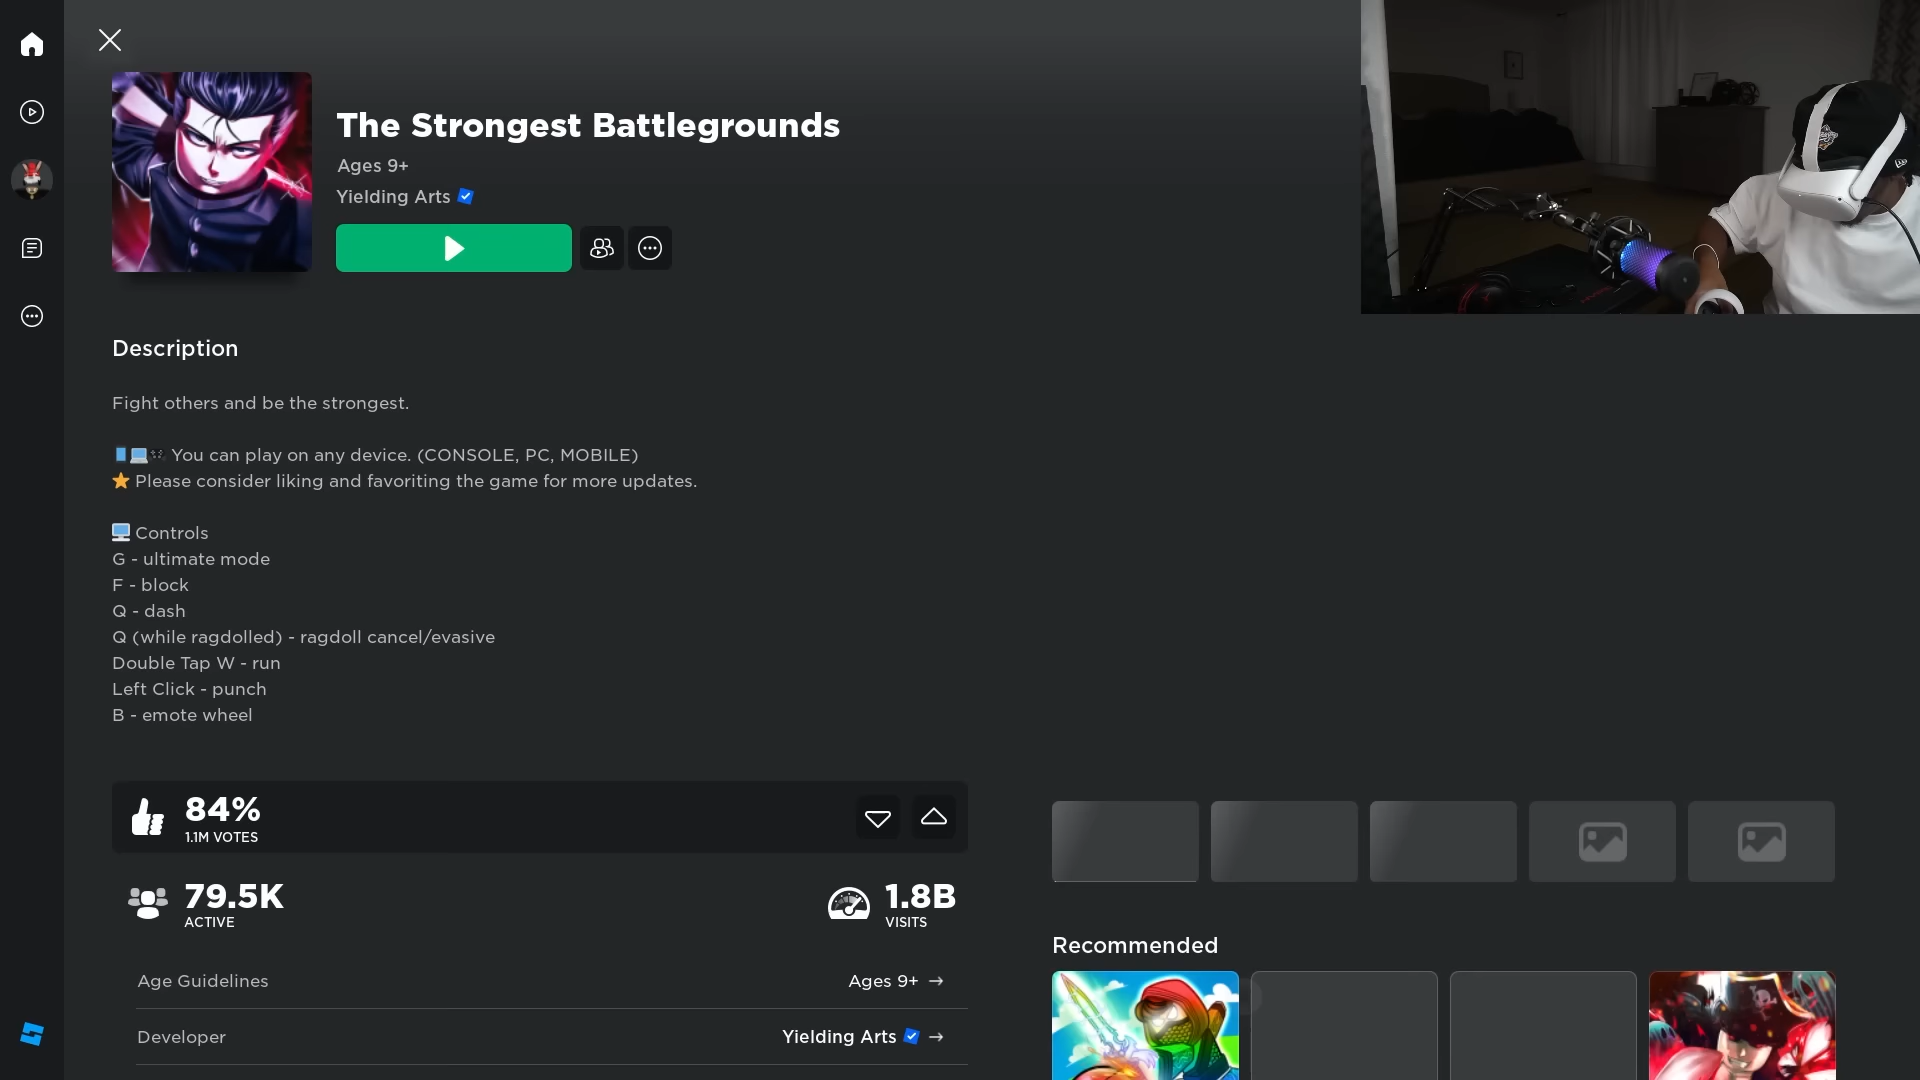 The Strongest Battlegrounds
Ages 9+
Yielding Arts
Description
Fight others and be the strongest.
You can play on any device. (CONSOLE, PC, MOBILE)
Please consider liking and favoriting the game for more updates.
Controls
G - ultimate mode
F - block
Q - dash
Q (while ragdolled) - ragdoll cancel/evasive
Double Tap W - run
Left Click - punch
B - emote wheel
84%
1.1M VOTES
79.5K
ACTIVE
1.8B
VISITS
Age Guidelines
Ages 9+
Developer
Yielding Arts
Recommended